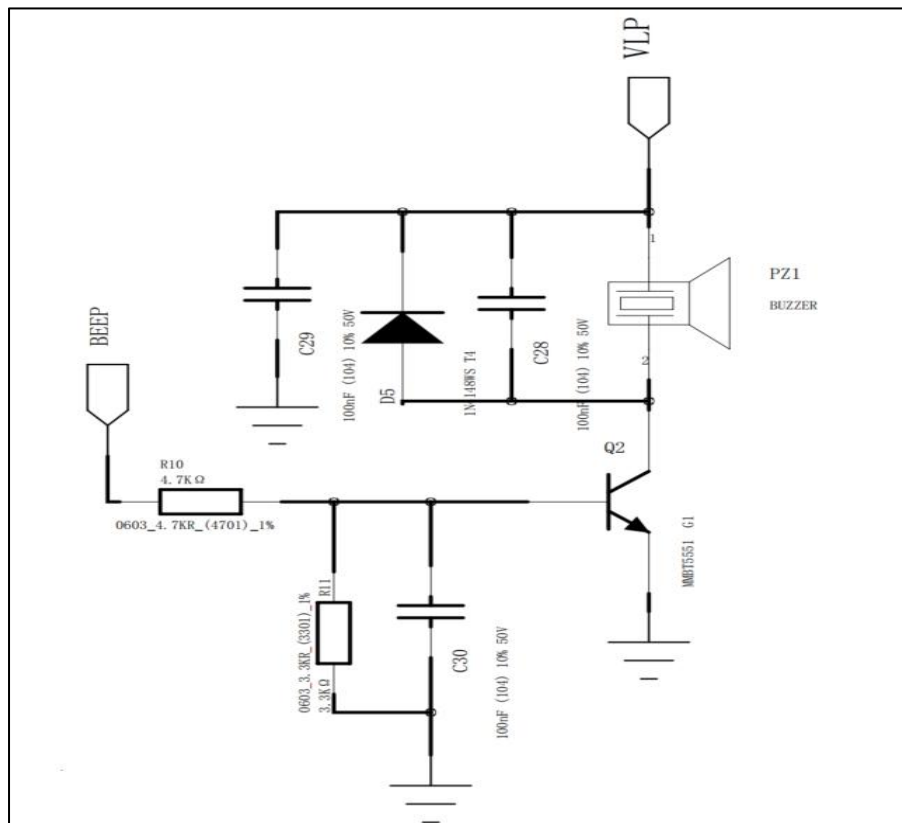 VLP
1
PZ1
BUZZER
2
C29
100nF (104) 10% 50V
D5
1N4148WS T4
C28
100nF (104) 10% 50V
BEEP
Q2
MMBT5551 G1
R10
4.7KΩ
0603_4.7KR_(4701)_1%
R11
0603_3.3KR_(3301)_1%
3.3KΩ
C30
100nF (104) 10% 50V